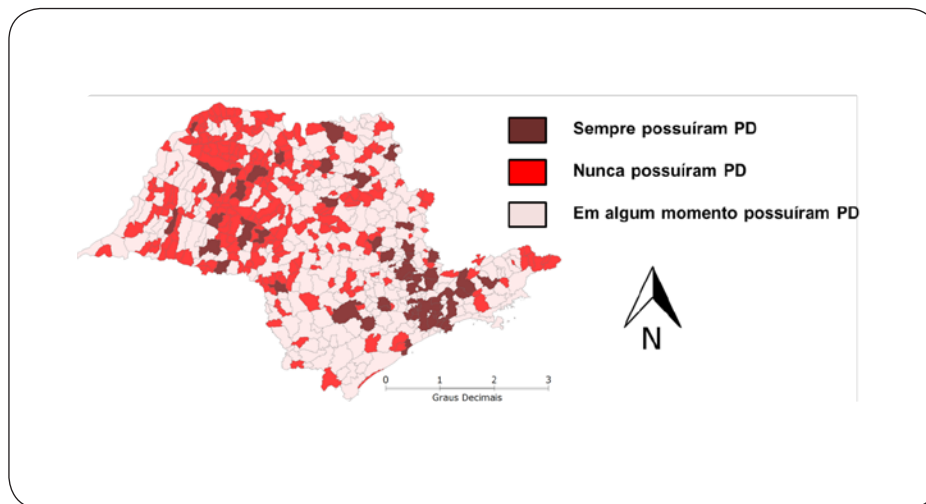 Sempre possuíram PD
Nunca possuíram PD
Em algum momento possuíram PD
N
0 1 2 3
Graus Decimais